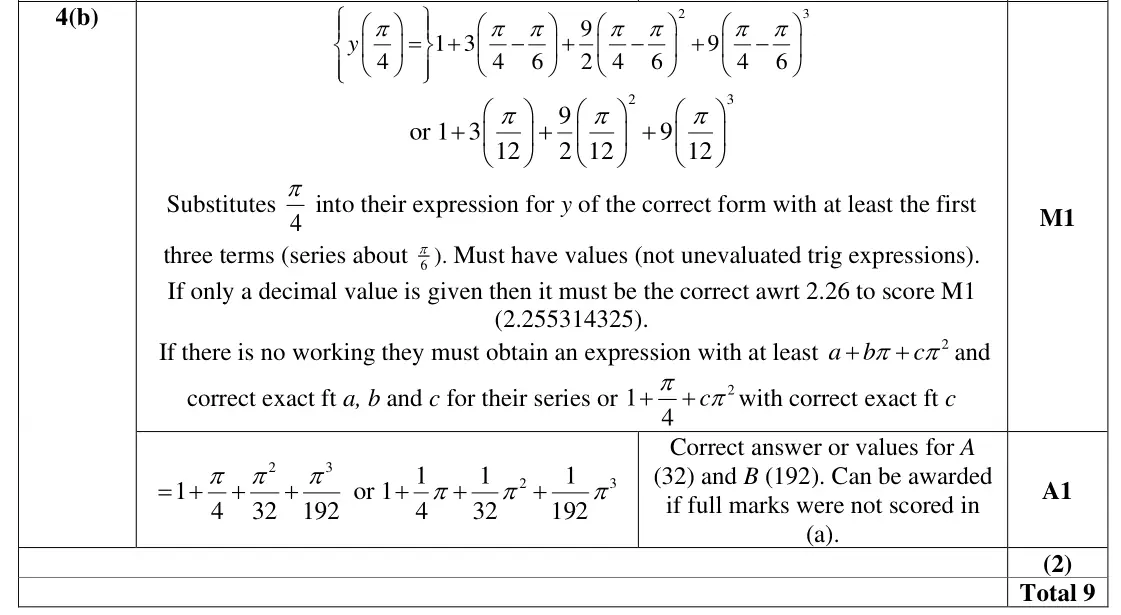 4(b)
{y(π/4)=}1+3(π/4−π/6)+9/2(π/4−π/6)²+9(π/4−π/6)³
or 1+3(π/12)+9/2(π/12)²+9(π/12)³
Substitutes π/4 into their expression for y of the correct form with at least the first
three terms (series about π/6). Must have values (not unevaluated trig expressions).
If only a decimal value is given then it must be the correct awrt 2.26 to score M1
(2.255314325).
If there is no working they must obtain an expression with at least a+bπ+cπ² and
correct exact ft a, b and c for their series or 1+π/4+cπ² with correct exact ft c
M1
=1+π/4+π²/32+π³/192 or 1+1/4π+1/32π²+1/192π³
Correct answer or values for A
(32) and B (192). Can be awarded
if full marks were not scored in
(a).
A1
(2)
Total 9